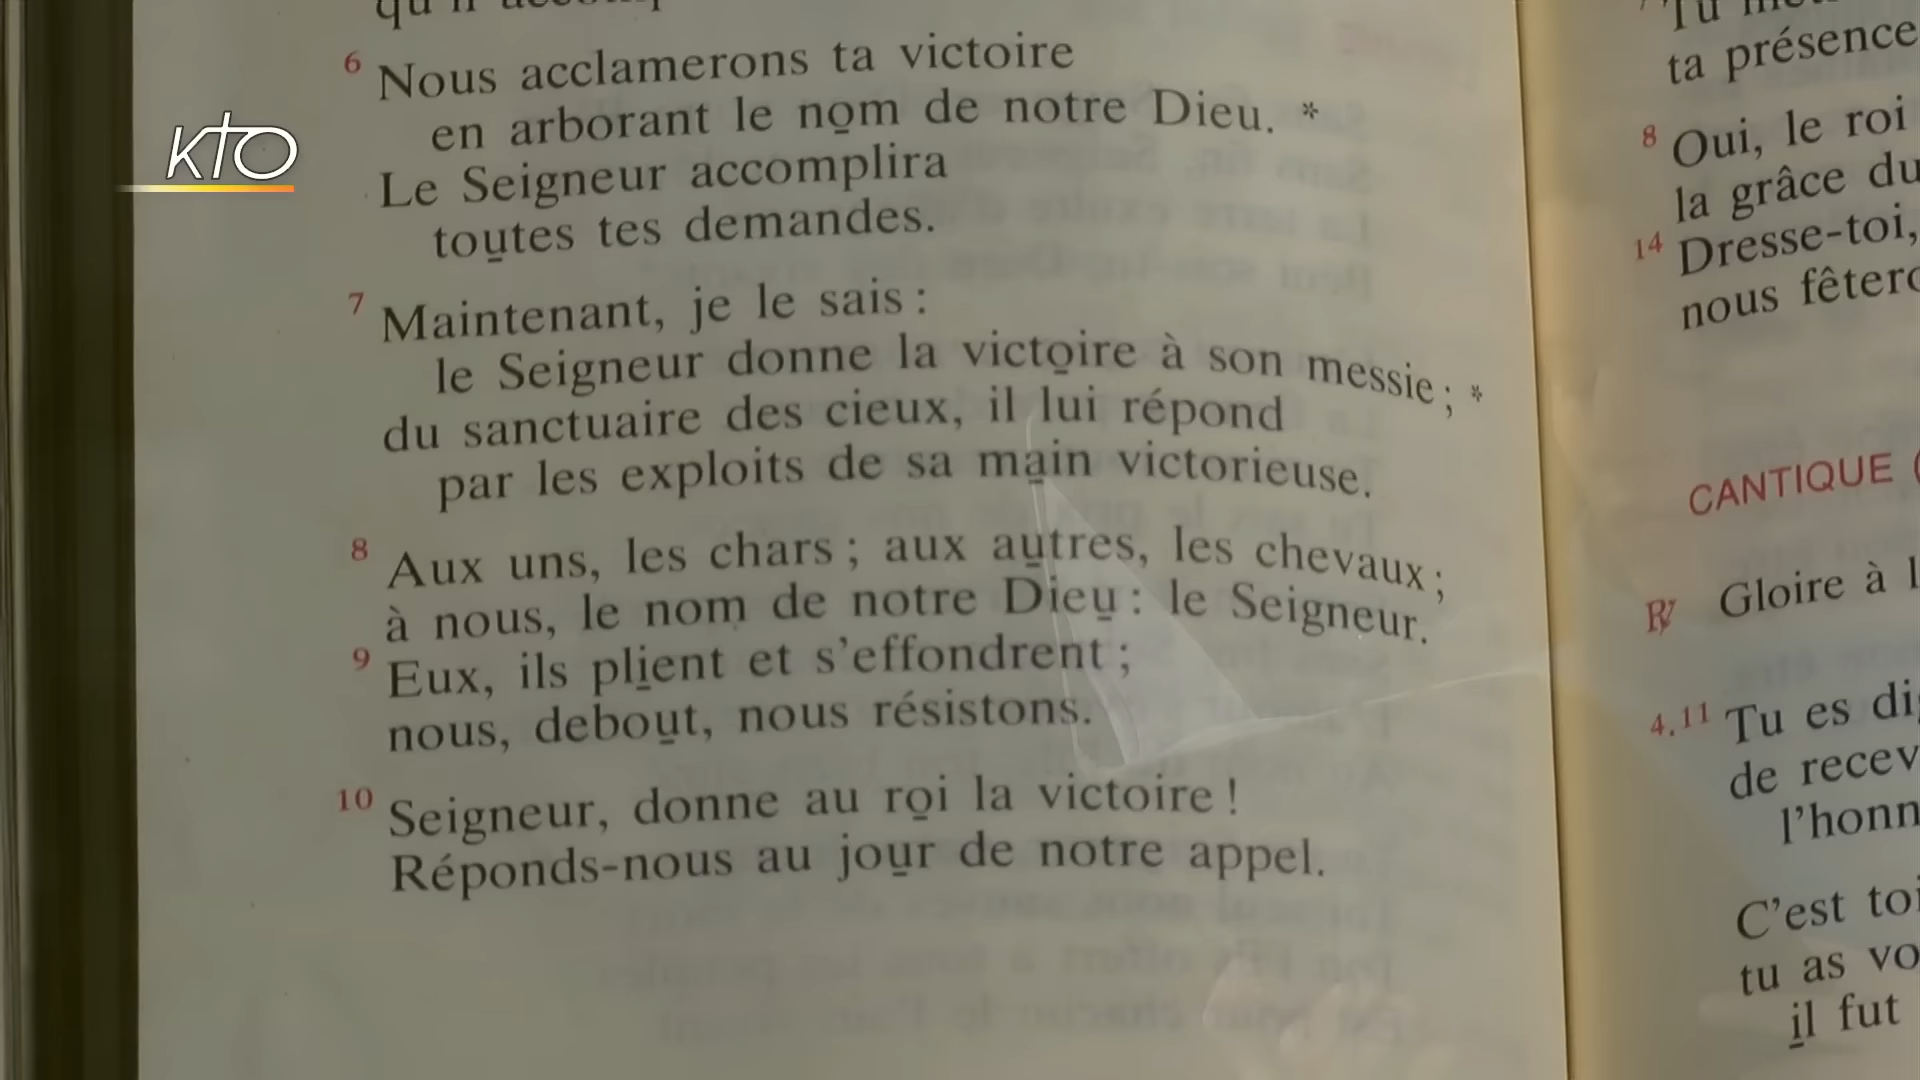 KTO
6 Nous acclamerons ta victoire
en arborant le nom de notre Dieu. *
Le Seigneur accomplira
toutes tes demandes.
7 Maintenant, je le sais :
le Seigneur donne la victoire à son messie ; *
du sanctuaire des cieux, il lui répond
par les exploits de sa main victorieuse.
8 Aux uns, les chars ; aux autres, les chevaux ;
à nous, le nom de notre Dieu : le Seigneur.
9 Eux, ils plient et s'effondrent ;
nous, debout, nous résistons.
10 Seigneur, donne au roi la victoire !
Réponds-nous au jour de notre appel.
ta présence
8 Oui, le roi
la grâce du
14 Dresse-toi,
nous
CANTIQUE (
℟ Gloire à
4.11 Tu es
de
C'est toi
tu as
il fut